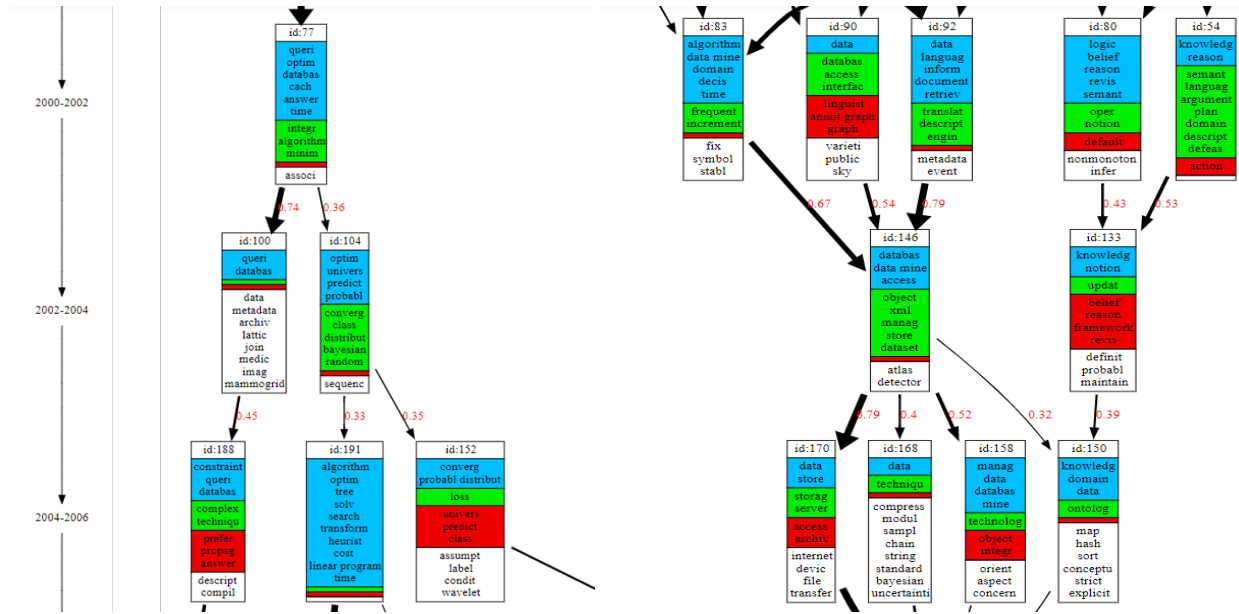 2000-2002
2002-2004
2004-2006
id:77
queri
optim
databas
cach
answer
time
integr
algorithm
minim
associ
0.74
0.36
id:100
queri
databas
data
metadata
archiv
lattic
join
medic
imag
mammogrid
id:104
optim
univers
predict
probabl
converg
class
distribut
bayesian
random
sequenc
0.45
0.33
0.35
id:188
constraint
queri
databas
complex
techniqu
prefer
propag
answer
descript
compil
id:191
algorithm
optim
tree
solv
search
transform
heurist
cost
linear program
time
id:152
converg
probabl distribut
loss
univers
predict
class
assumpt
label
condit
wavelet
id:83
algorithm
data mine
domain
decis
time
frequent
increment
fix
symbol
stabl
id:90
data
databas
access
interfac
linguist
annot graph
graph
varieti
public
sky
id:92
data
languag
inform
document
retriev
translat
descript
engin
metadata
event
id:80
logic
belief
reason
revis
semant
oper
notion
default
nonmonoton
infer
id:54
knowledg
reason
semant
languag
argument
plan
domain
descript
defeas
action
0.67
0.54
0.79
0.43
0.53
id:146
databas
data mine
access
object
xml
manag
store
dataset
atlas
detector
id:133
knowledg
notion
updat
belief
reason
framework
revis
definit
probabl
maintain
0.79
0.4
0.52
0.32
0.39
id:170
data
store
storag
server
access
archiv
internet
devic
file
transfer
id:168
data
techniqu
compress
modul
sampl
chain
string
standard
bayesian
uncertainti
id:158
manag
data
databas
mine
technolog
object
integr
orient
aspect
concern
id:150
knowledg
domain
data
ontolog
map
hash
sort
conceptu
strict
explicit